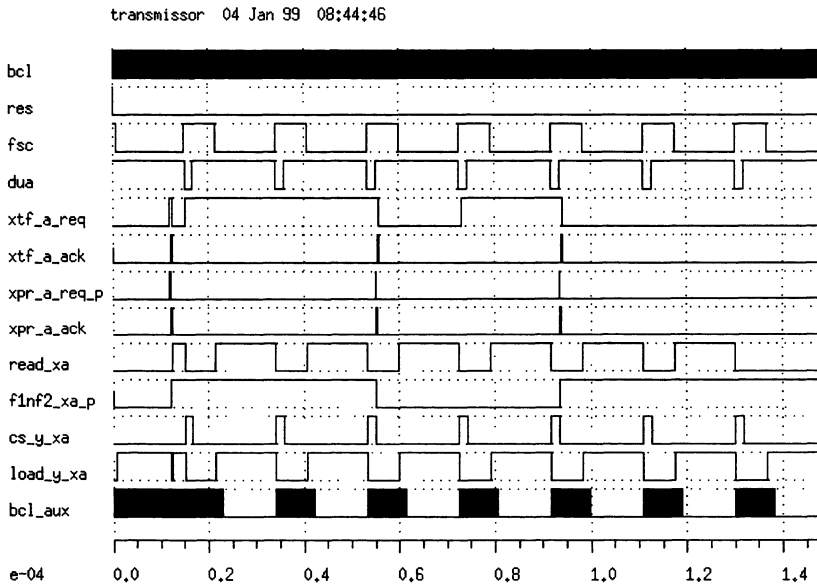 transmissor 04 Jan 99 08:44:46
bcl
res
fsc
dua
xtf_a_req
xtf_a_ack
xpr_a_req_p
xpr_a_ack
read_xa
f1nf2_xa_p
cs_y_xa
load_y_xa
bcl_aux
e-04 0.0 0.2 0.4 0.6 0.8 1.0 1.2 1.4